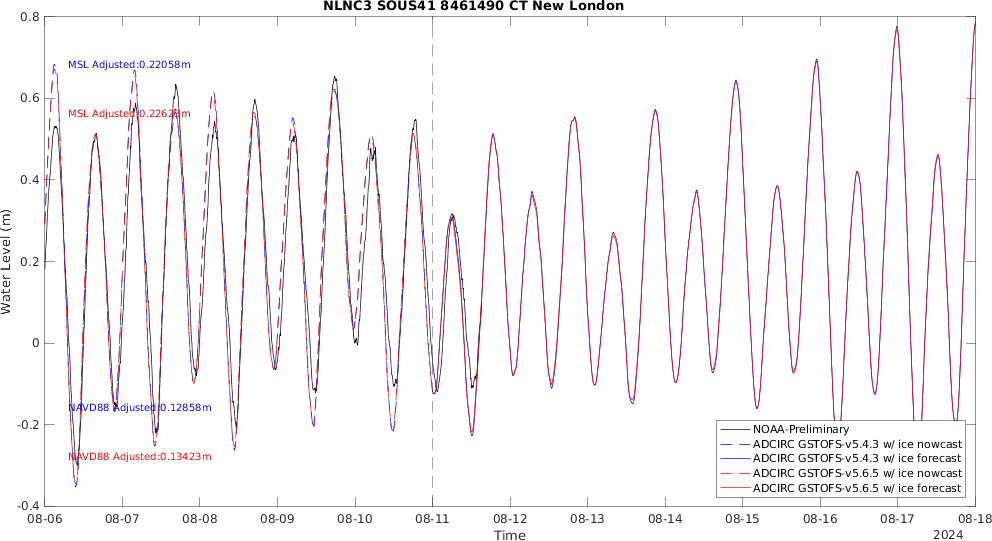 NLNC3 SOUS41 8461490 CT New London
0.8
0.6
0.4
0.2
0
-0.2
-0.4
Water Level (m)
MSL Adjusted:0.22058m
MSL Adjusted:0.22622m
NAVD88 Adjusted:0.12858m
NAVD88 Adjusted:0.13423m
NOAA-Preliminary
ADCIRC GSTOFS-v5.4.3 w/ ice nowcast
ADCIRC GSTOFS-v5.4.3 w/ ice forecast
ADCIRC GSTOFS-v5.6.5 w/ ice nowcast
ADCIRC GSTOFS-v5.6.5 w/ ice forecast
08-06 08-07 08-08 08-09 08-10 08-11 08-12 08-13 08-14 08-15 08-16 08-17 08-18
Time
2024